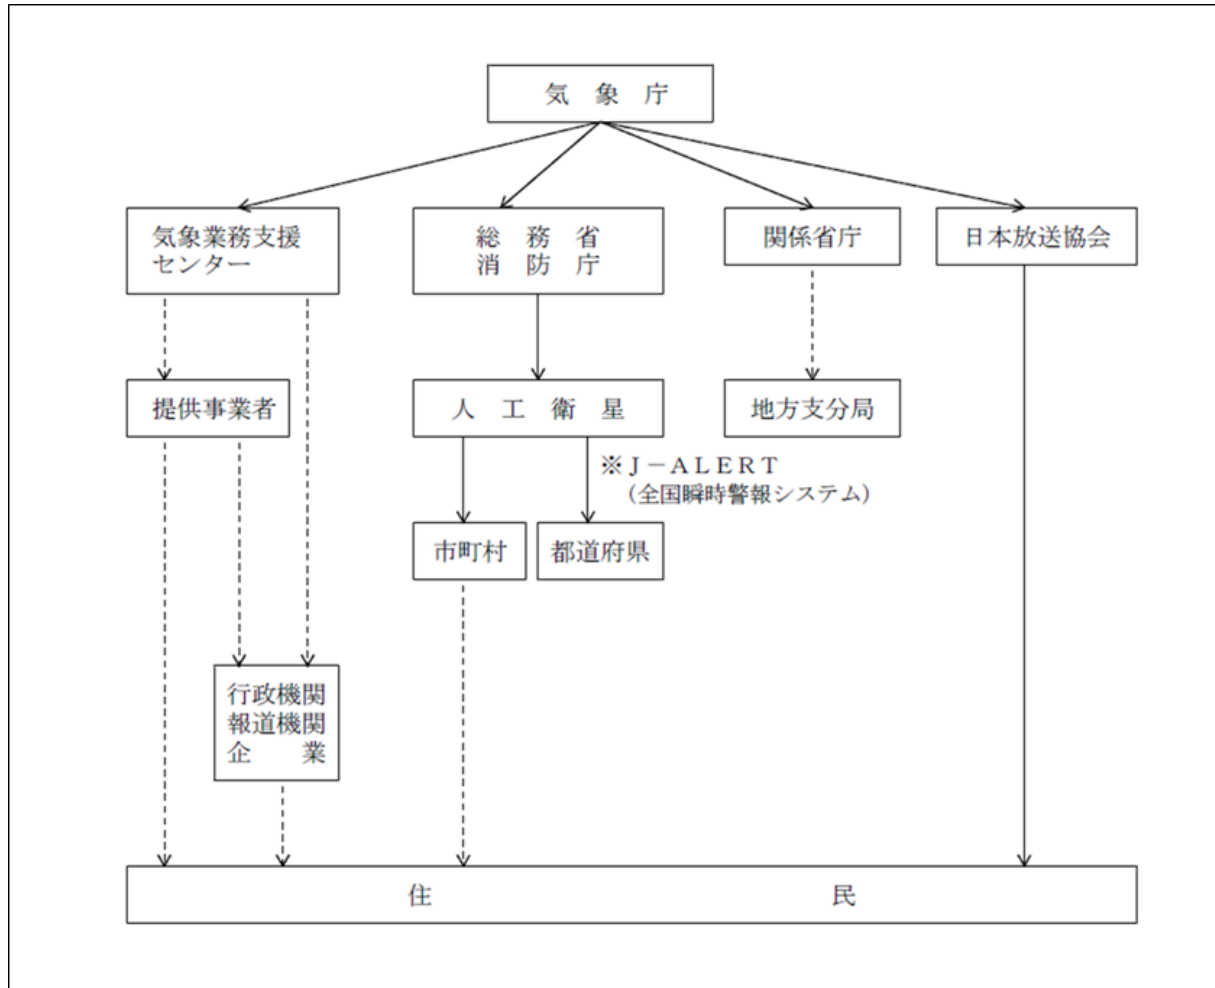 気象庁
気象業務支援
センター
総務省
消防庁
関係省庁
日本放送協会
提供事業者
人工衛星
地方支分局
※J－ALERT
(全国瞬時警報システム)
市町村
都道府県
行政機関
報道機関
企業
住民